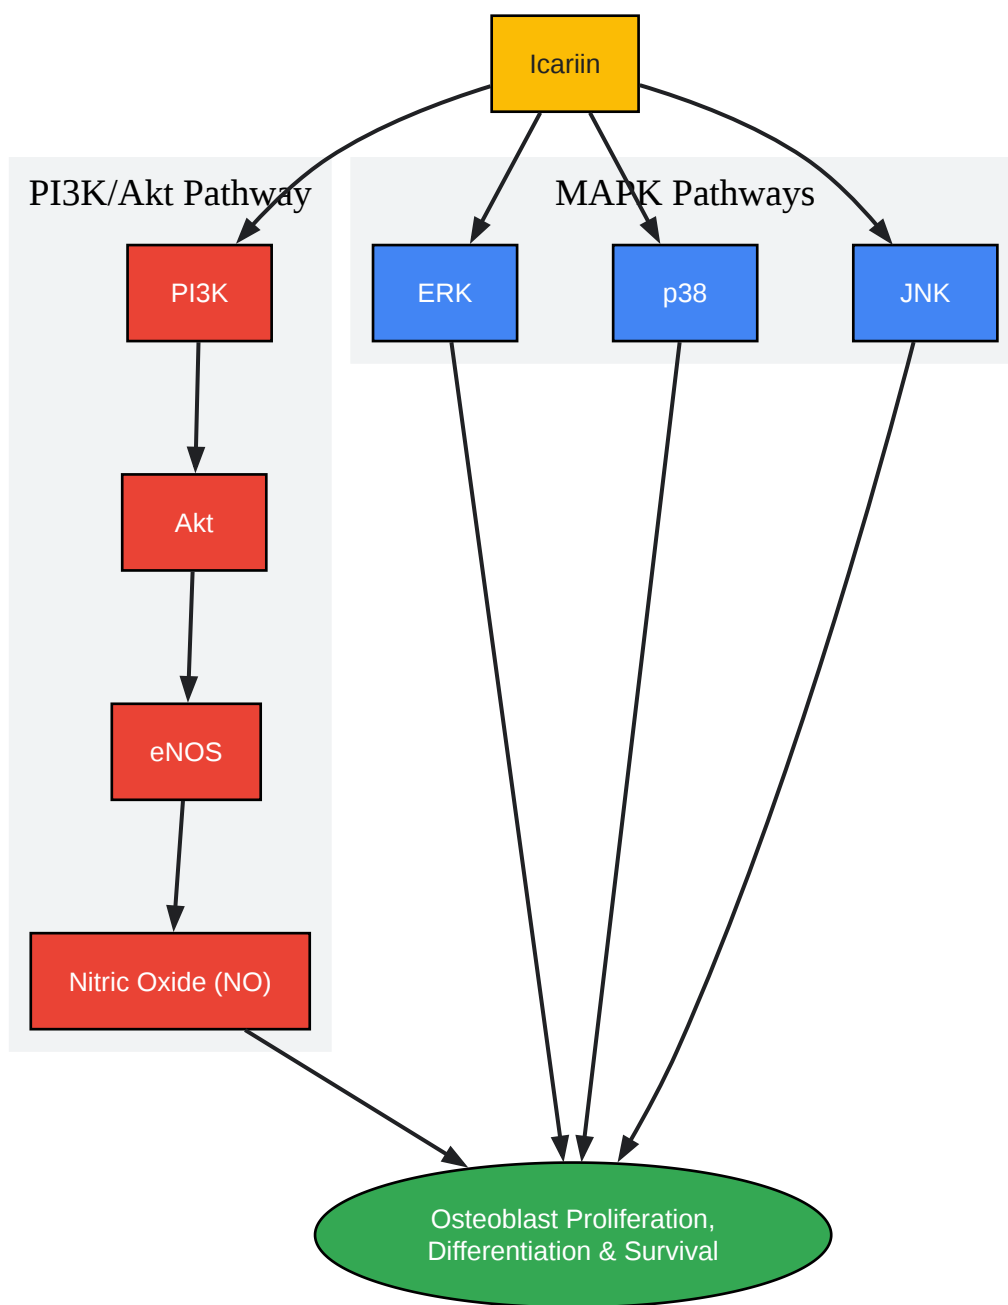 Icariin
PI3K/Akt Pathway
MAPK Pathways
PI3K
ERK
p38
JNK
Akt
eNOS
Nitric Oxide (NO)
Osteoblast Proliferation,
Differentiation & Survival